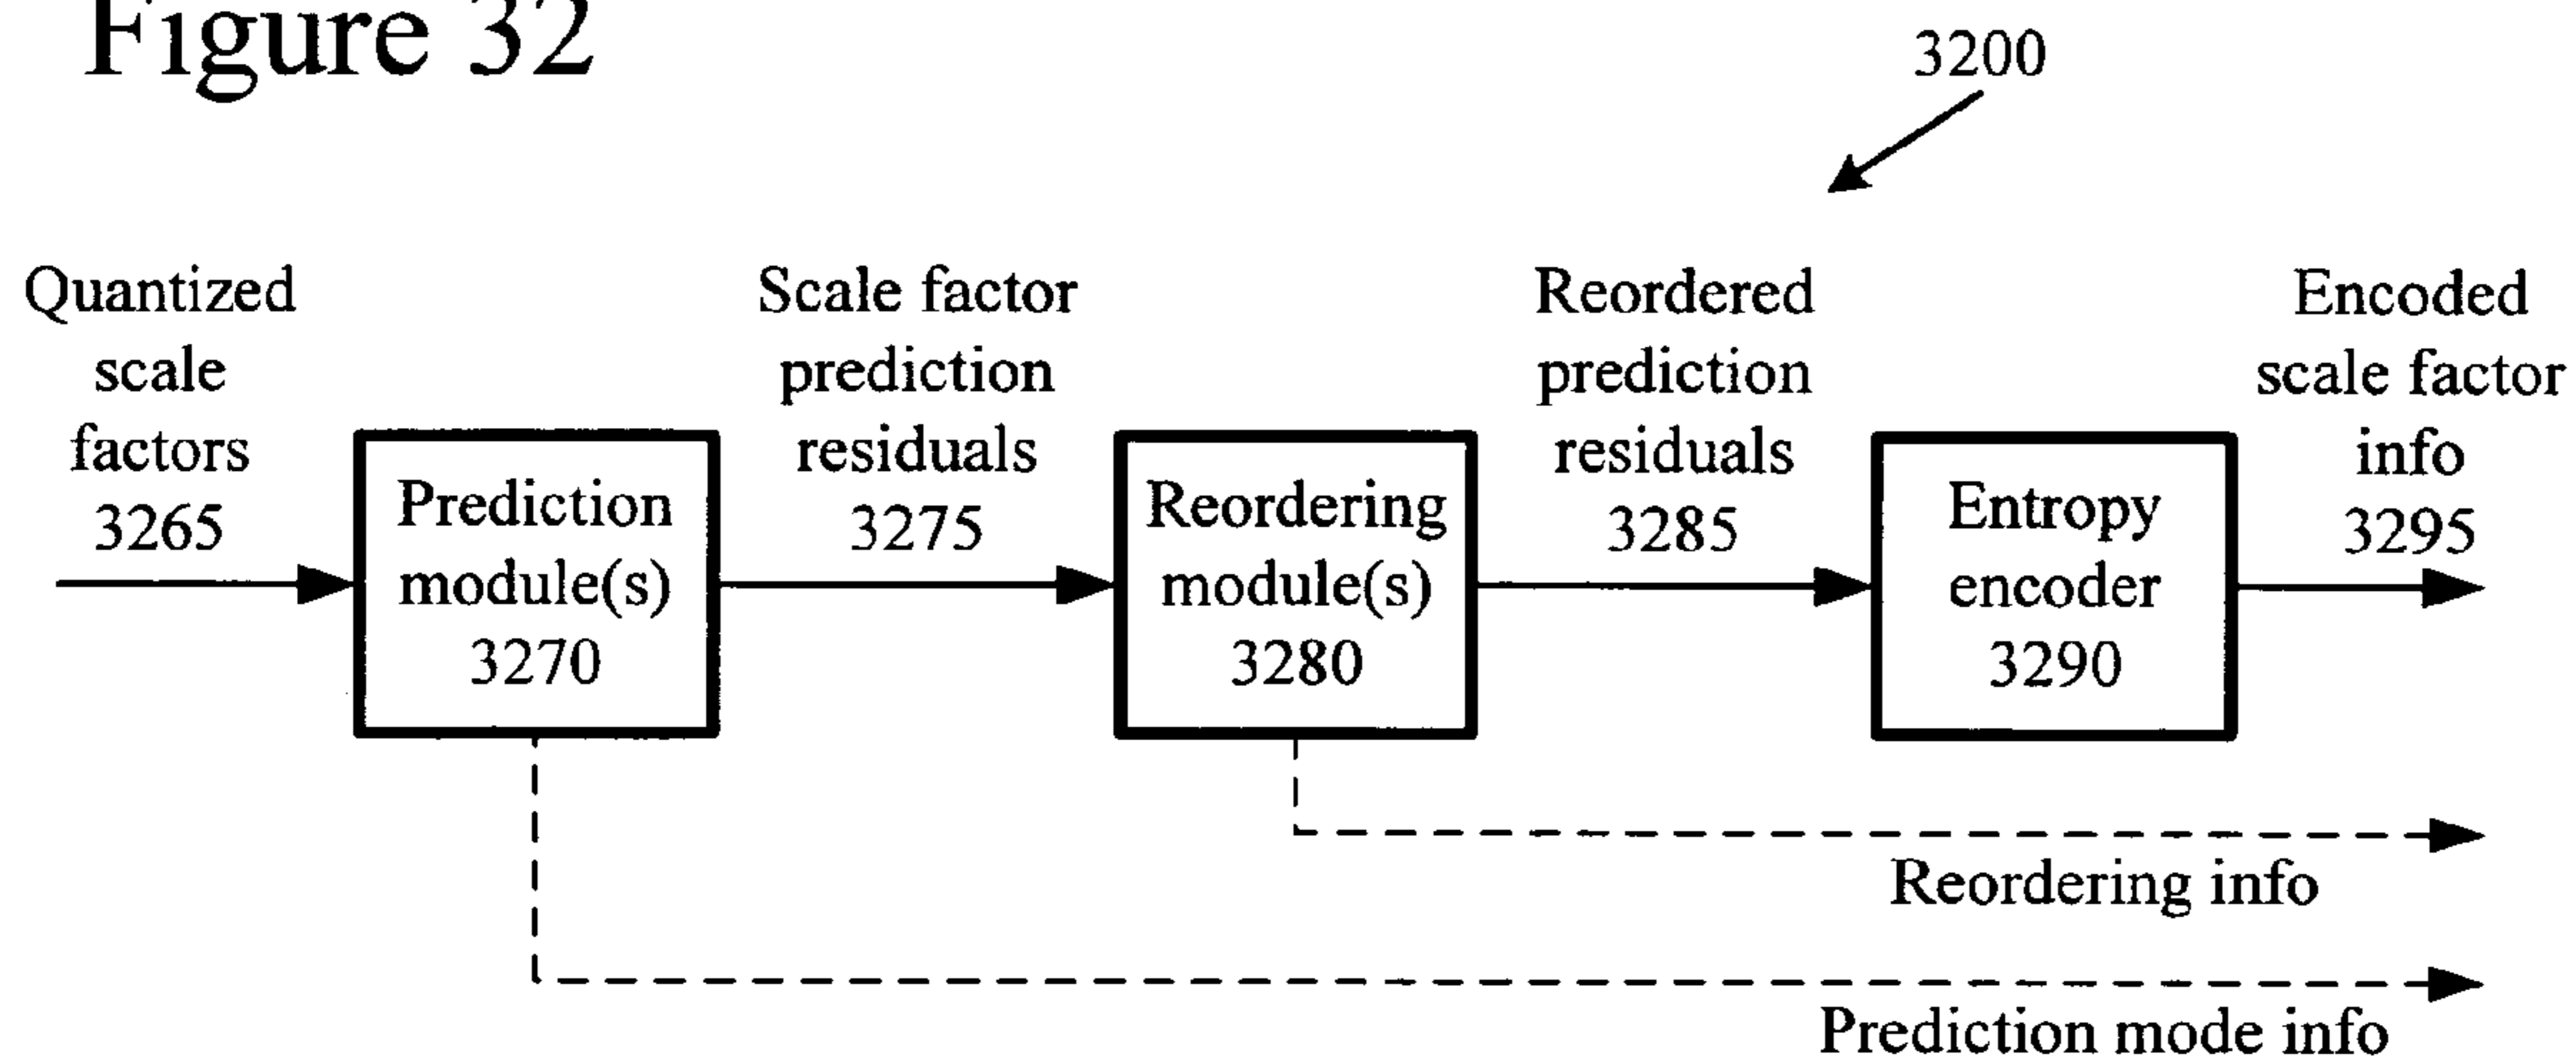 Figure 32
3200
Quantized
scale
factors
3265
Prediction
module(s)
3270
Scale factor
prediction
residuals
3275
Reordering
module(s)
3280
Reordered
prediction
residuals
3285
Entropy
encoder
3290
Encoded
scale factor
info
3295
Reordering info
Prediction mode info